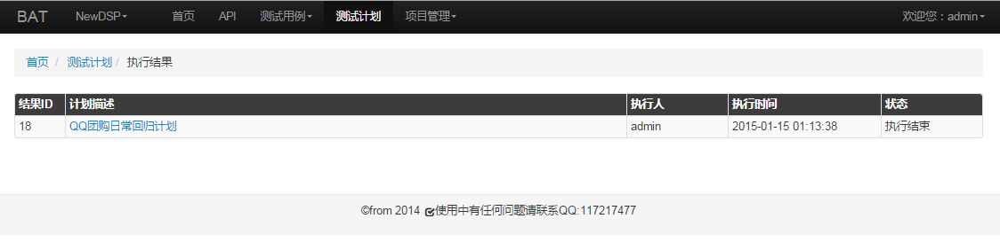 BAT NewDSP 首页 API 测试用例 测试计划 项目管理 欢迎您：admin
首页 / 测试计划 / 执行结果
结果ID 计划描述 执行人 执行时间 状态
18 QQ团购日常回归计划 admin 2015-01-15 01:13:38 执行结束
©from 2014 使用中有任何问题请联系QQ:117217477